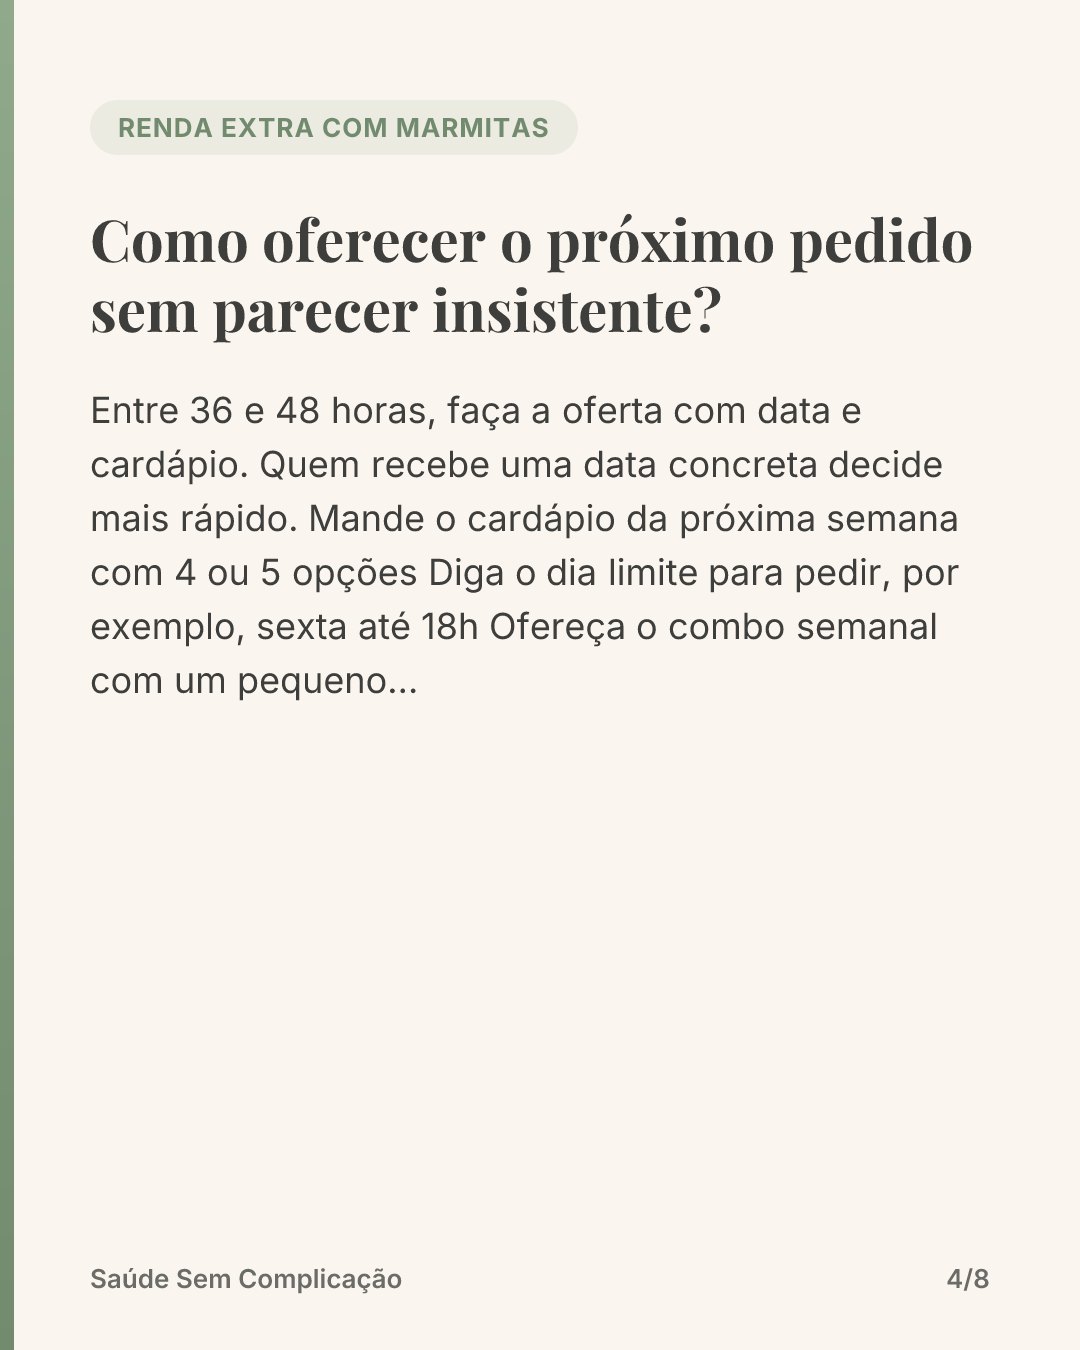 RENDA EXTRA COM MARMITAS
Como oferecer o próximo pedido
sem parecer insistente?
Entre 36 e 48 horas, faça a oferta com data e
cardápio. Quem recebe uma data concreta decide
mais rápido. Mande o cardápio da próxima semana
com 4 ou 5 opções Diga o dia limite para pedir, por
exemplo, sexta até 18h Ofereça o combo semanal
com um pequeno...
Saúde Sem Complicação
4/8